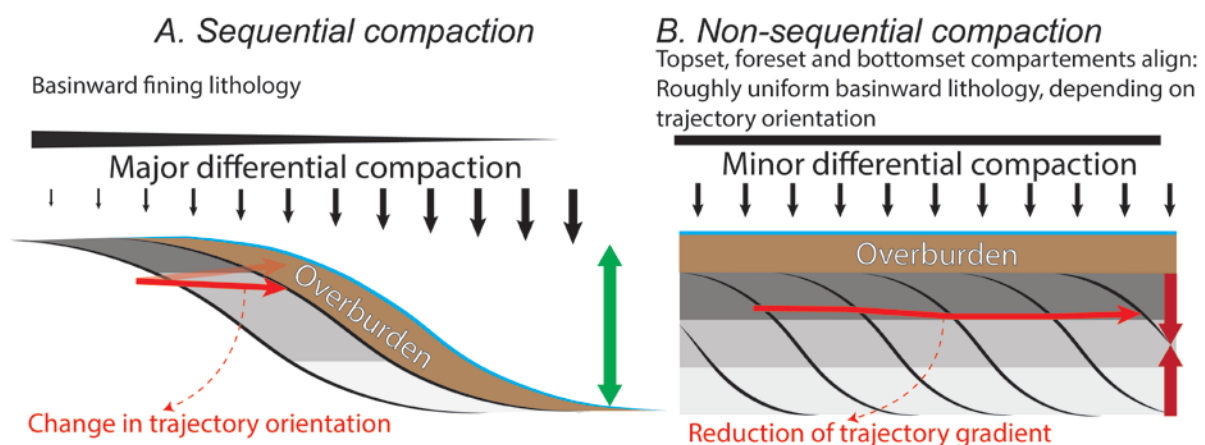 A. Sequential compaction
Basinward fining lithology
Major differential compaction
Overburden
Change in trajectory orientation
B. Non-sequential compaction
Topset, foreset and bottomset compartements align:
Roughly uniform basinward lithology, depending on
trajectory orientation
Minor differential compaction
Overburden
Reduction of trajectory gradient